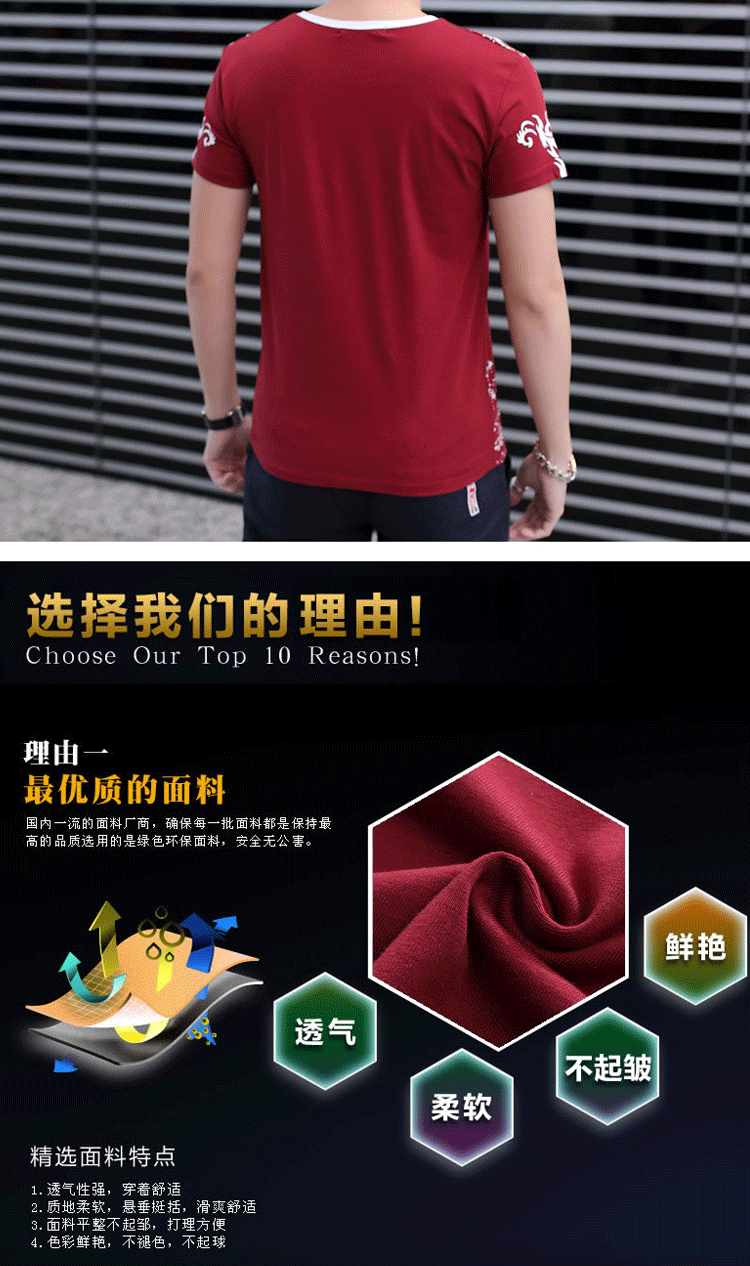 选择我们的理由!
Choose Our Top 10 Reasons!
理由一
最优质的面料
国内一流的面料厂商，确保每一批面料都是保持最
高的品质选用的是绿色环保面料，安全无公害。
鲜艳
透气
不起皱
柔软
精选面料特点
1.透气性强，穿着舒适
2.质地柔软，悬垂挺括，滑爽舒适
3.面料平整不起皱，打理方便
4.色彩鲜艳，不褪色，不起球